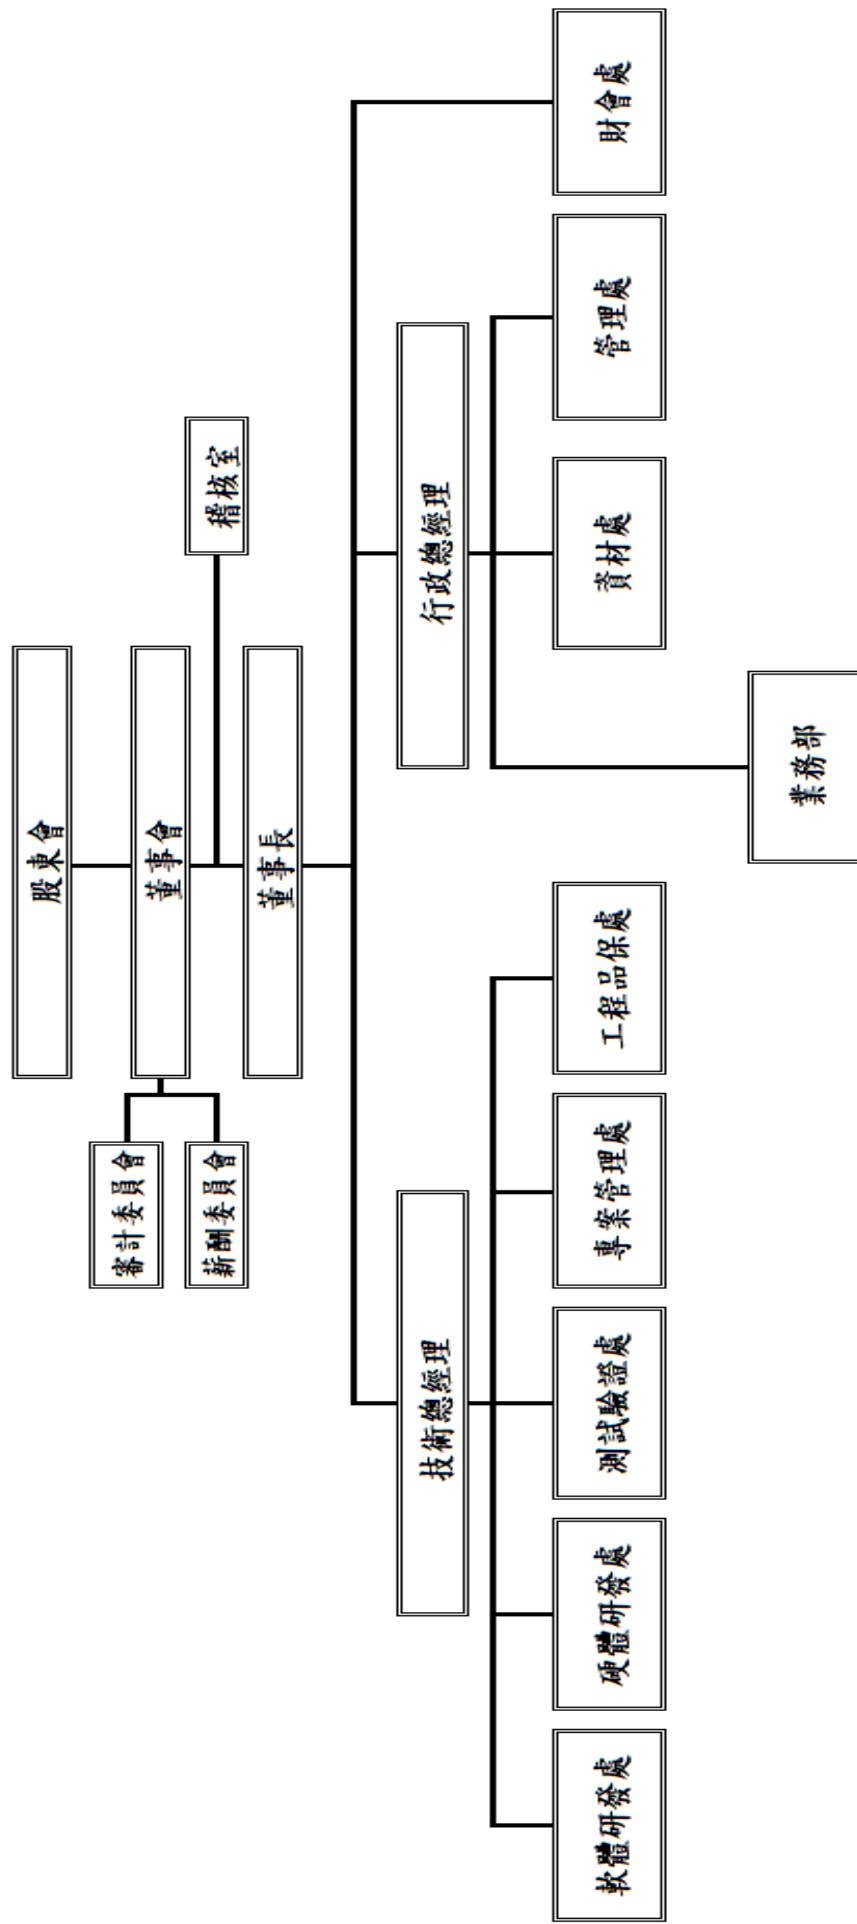 股東會
董事會
審計委員會
薪酬委員會
稽核室
董事長
技術總經理
行政總經理
軟體研發處
硬體研發處
測試驗證處
專案管理處
工程品保處
資材處
管理處
財會處
業務部